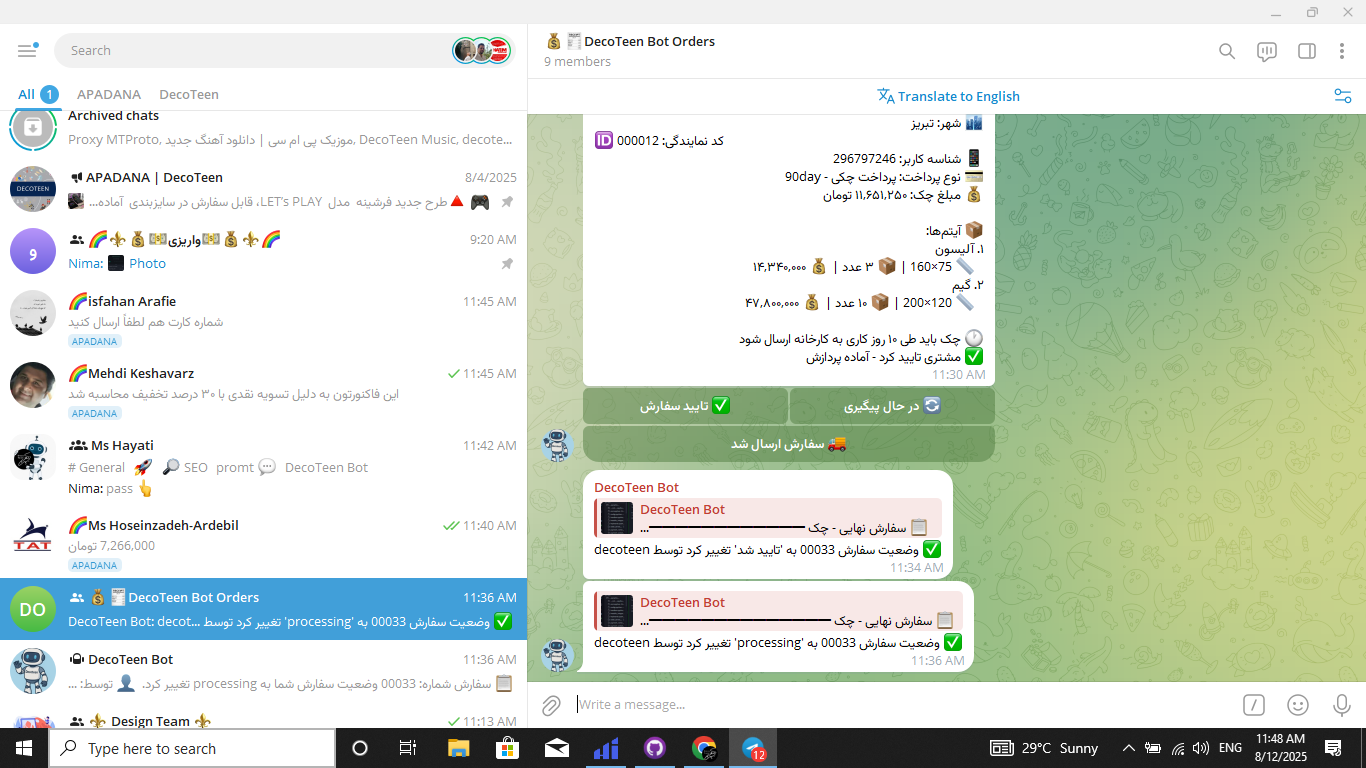 Search
All 1 APADANA DecoTeen
Archived chats
Proxy MTProto, موزیک پی ام سی | دانلود آهنگ جدید, DecoTeen Music, decote...
APADANA | DecoTeen
8/4/2025
طرح جدید فرشینه مدل LET's PLAY، قابل سفارش در سایزبندی آماده...
و
🌈⚜💰💵واریزی💵💰⚜🌈
9:20 AM
Nima: Photo
🌈isfahan Arafie
11:45 AM
شماره کارت هم لطفاً ارسال کنید
APADANA
🌈Mehdi Keshavarz
11:45 AM
این فاکتورتون به دلیل تسویه نقدی با ۳۰ درصد تخفیف محاسبه شد
APADANA
Ms Hayati
11:42 AM
# General 🚀 🔎 SEO promt 💬 DecoTeen Bot
Nima: pass 👆
TAT
🌈Ms Hoseinzadeh-Ardebil
11:40 AM
7,266,000 تومان
APADANA
DO
💰🧾DecoTeen Bot Orders
11:36 AM
DecoTeen Bot: decot... وضعیت سفارش 00033 به 'processing' تغییر کرد توسط ✅
DecoTeen Bot
11:36 AM
📋 سفارش شماره: 00033 وضعیت سفارش شما به processing تغییر کرد. 👤 توسط: ...
⚜ Design Team ⚜
11:13 AM
💰🧾DecoTeen Bot Orders
9 members
Translate to English
🏙 شهر: تبریز
🆔 کد نمایندگی: 000012
📱 شناسه کاربر: 296797246
💳 نوع پرداخت: پرداخت چکی - 90day
💰 مبلغ چک: ۱۱,۶۵۱,۲۵۰ تومان
📦 آیتم‌ها:
۱. آلیسون
📏 160×75 | 📦 ۳ عدد | 💰 ۱۴,۳۴۰,۰۰۰
۲. گیم
📏 200×120 | 📦 ۱۰ عدد | 💰 ۴۷,۸۰۰,۰۰۰
🕐 چک باید طی ۱۰ روز کاری به کارخانه ارسال شود
✅ مشتری تایید کرد - آماده پردازش
11:30 AM
✅ تایید سفارش
🔄 در حال پیگیری
🚚 سفارش ارسال شد
DecoTeen Bot
DecoTeen Bot
📋 سفارش نهایی - چک ━━━━━━━━━━...
✅ وضعیت سفارش 00033 به 'تایید شد' تغییر کرد توسط decoteen
11:34 AM
DecoTeen Bot
📋 سفارش نهایی - چک ━━━━━━━━━━...
✅ وضعیت سفارش 00033 به 'processing' تغییر کرد توسط decoteen
11:36 AM
Write a message...
Type here to search
12
29°C Sunny
ENG
11:48 AM
8/12/2025